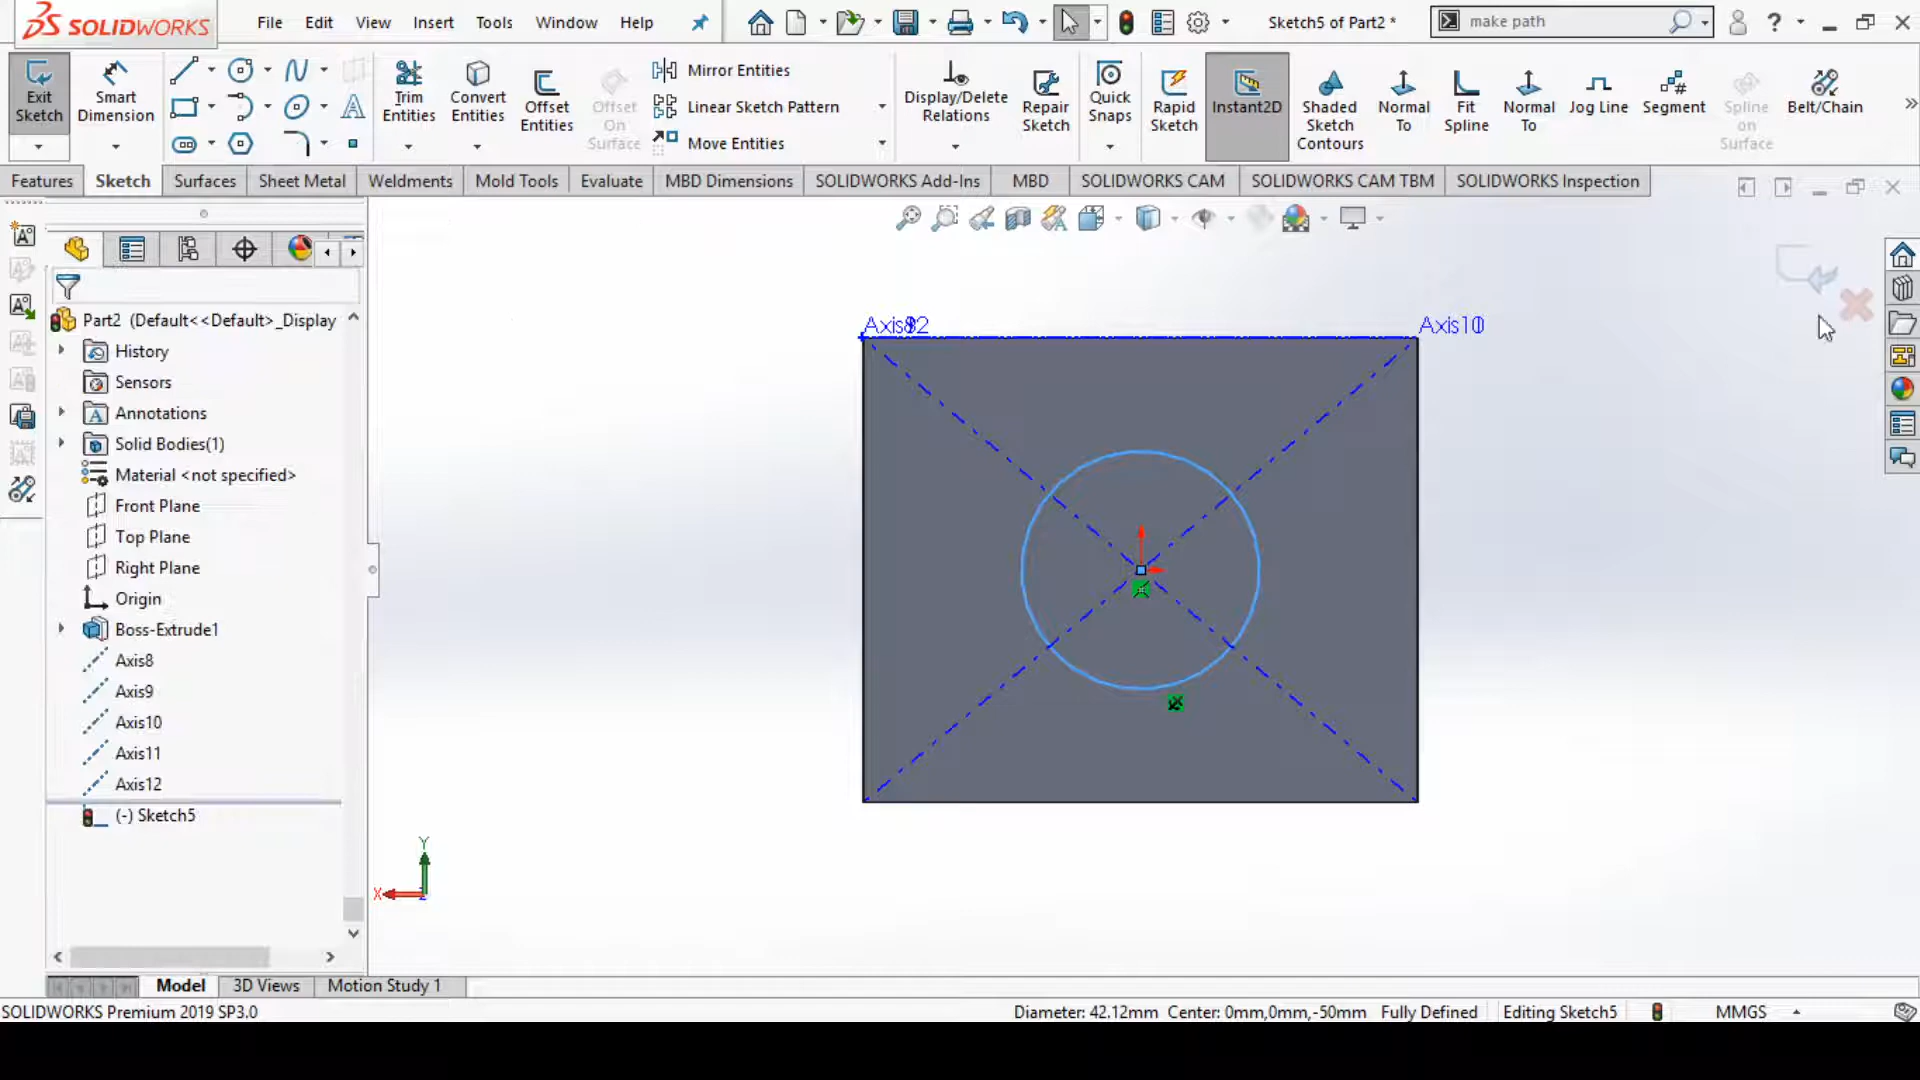 SOLIDWORKS
File
Edit
View
Insert
Tools
Window
Help
Sketch5 of Part2 *
make path
Exit
Sketch
Smart
Dimension
Trim
Entities
Convert
Entities
Offset
Entities
Offset
On
Surface
Mirror Entities
Linear Sketch Pattern
Move Entities
Display/Delete
Relations
Repair
Sketch
Quick
Snaps
Rapid
Sketch
Instant2D
Shaded
Sketch
Contours
Normal
To
Fit
Spline
Normal
To
Jog Line
Segment
Spline
on
Surface
Belt/Chain
Features
Sketch
Surfaces
Sheet Metal
Weldments
Mold Tools
Evaluate
MBD Dimensions
SOLIDWORKS Add-Ins
MBD
SOLIDWORKS CAM
SOLIDWORKS CAM TBM
SOLIDWORKS Inspection
Part2 (Default<<Default>_Display
History
Sensors
Annotations
Solid Bodies(1)
Material <not specified>
Front Plane
Top Plane
Right Plane
Origin
Boss-Extrude1
Axis8
Axis9
Axis10
Axis11
Axis12
(-) Sketch5
Y
X
Model
3D Views
Motion Study 1
SOLIDWORKS Premium 2019 SP3.0
Diameter: 42.12mm Center: 0mm,0mm,-50mm
Fully Defined
Editing Sketch5
MMGS